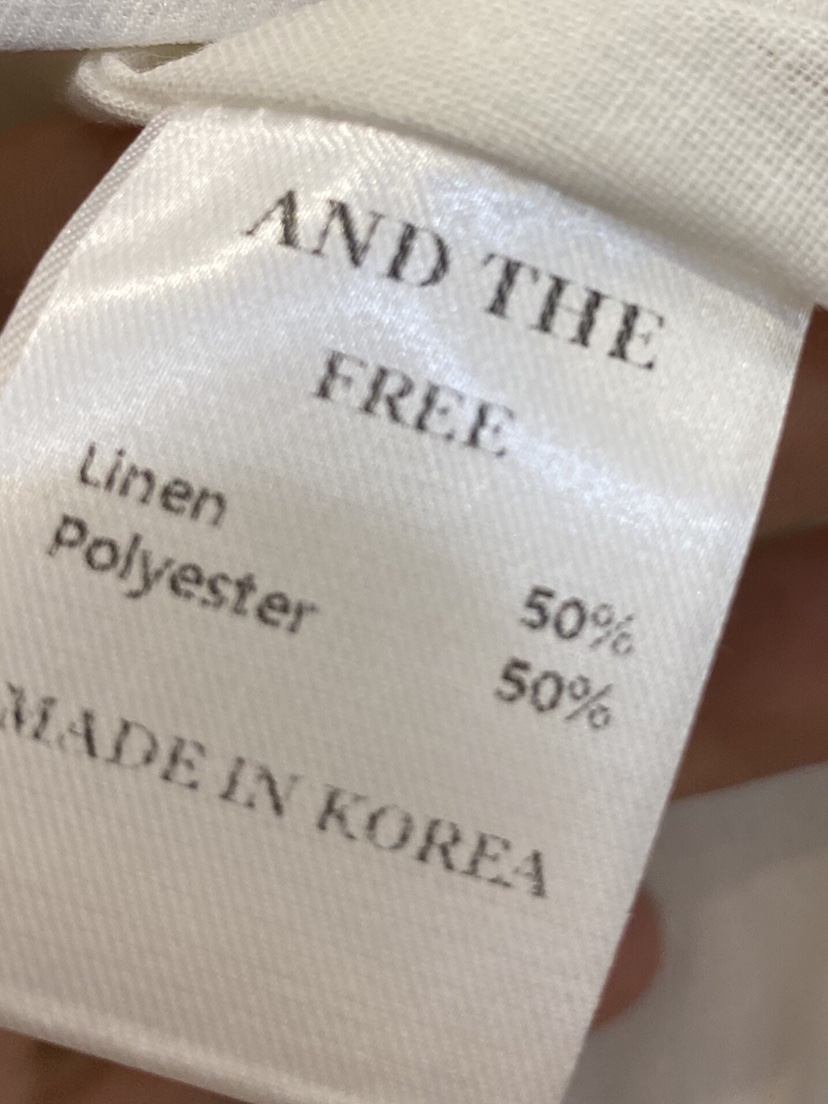 AND THE
FREE
Linen 50%
Polyester 50%
MADE IN KOREA